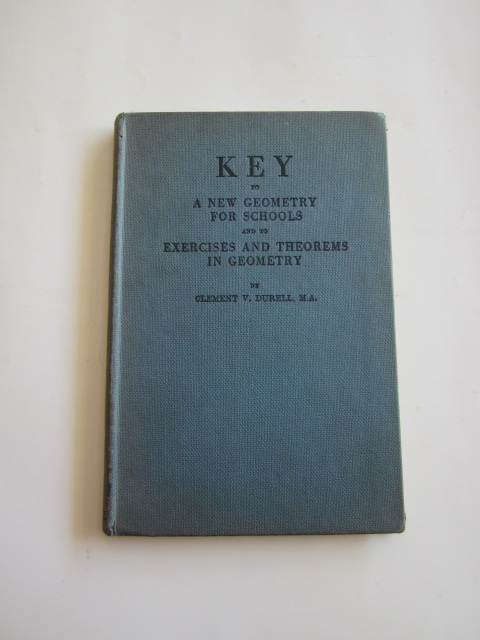 KEY
TO
A NEW GEOMETRY
FOR SCHOOLS
AND TO
EXERCISES AND THEOREMS
IN GEOMETRY
BY
CLEMENT V. DURELL, M.A.